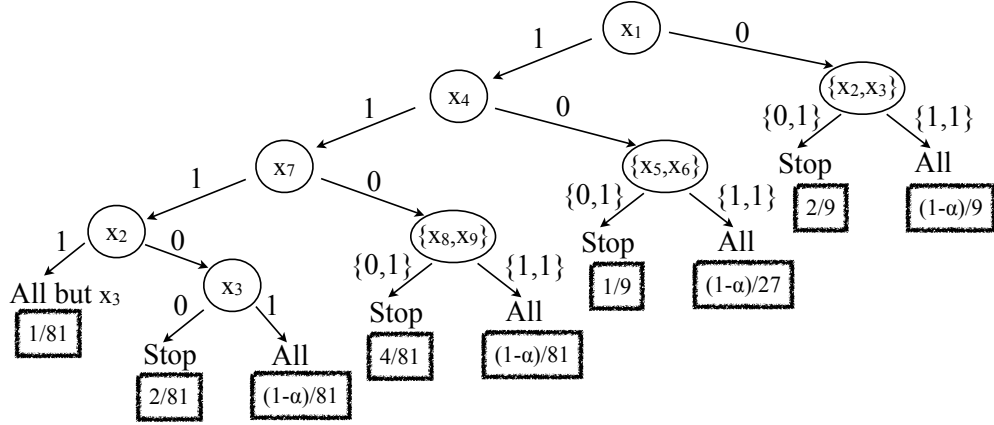 x1
1
0
x4
{x2,x3}
1
0
{0,1}
{1,1}
x7
{x5,x6}
Stop
All
1
0
{0,1}
{1,1}
2/9
(1-α)/9
x2
{x8,x9}
Stop
All
1
0
{0,1}
{1,1}
1/9
(1-α)/27
All but x3
x3
Stop
All
1/81
0
1
4/81
(1-α)/81
Stop
All
2/81
(1-α)/81